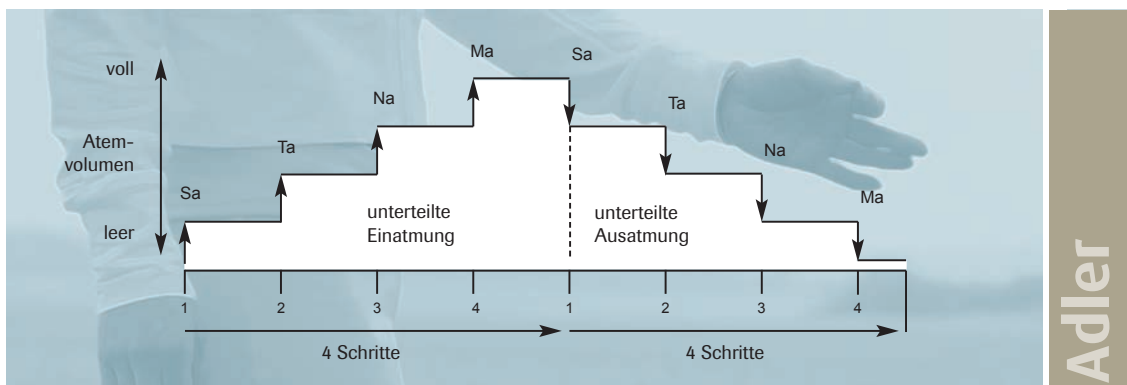 voll
Atem-
volumen
leer
Sa
Ta
Na
Ma
Sa
Ta
Na
Ma
unterteilte
Einatmung
unterteilte
Ausatmung
1 2 3 4 1 2 3 4
4 Schritte 4 Schritte
Adler